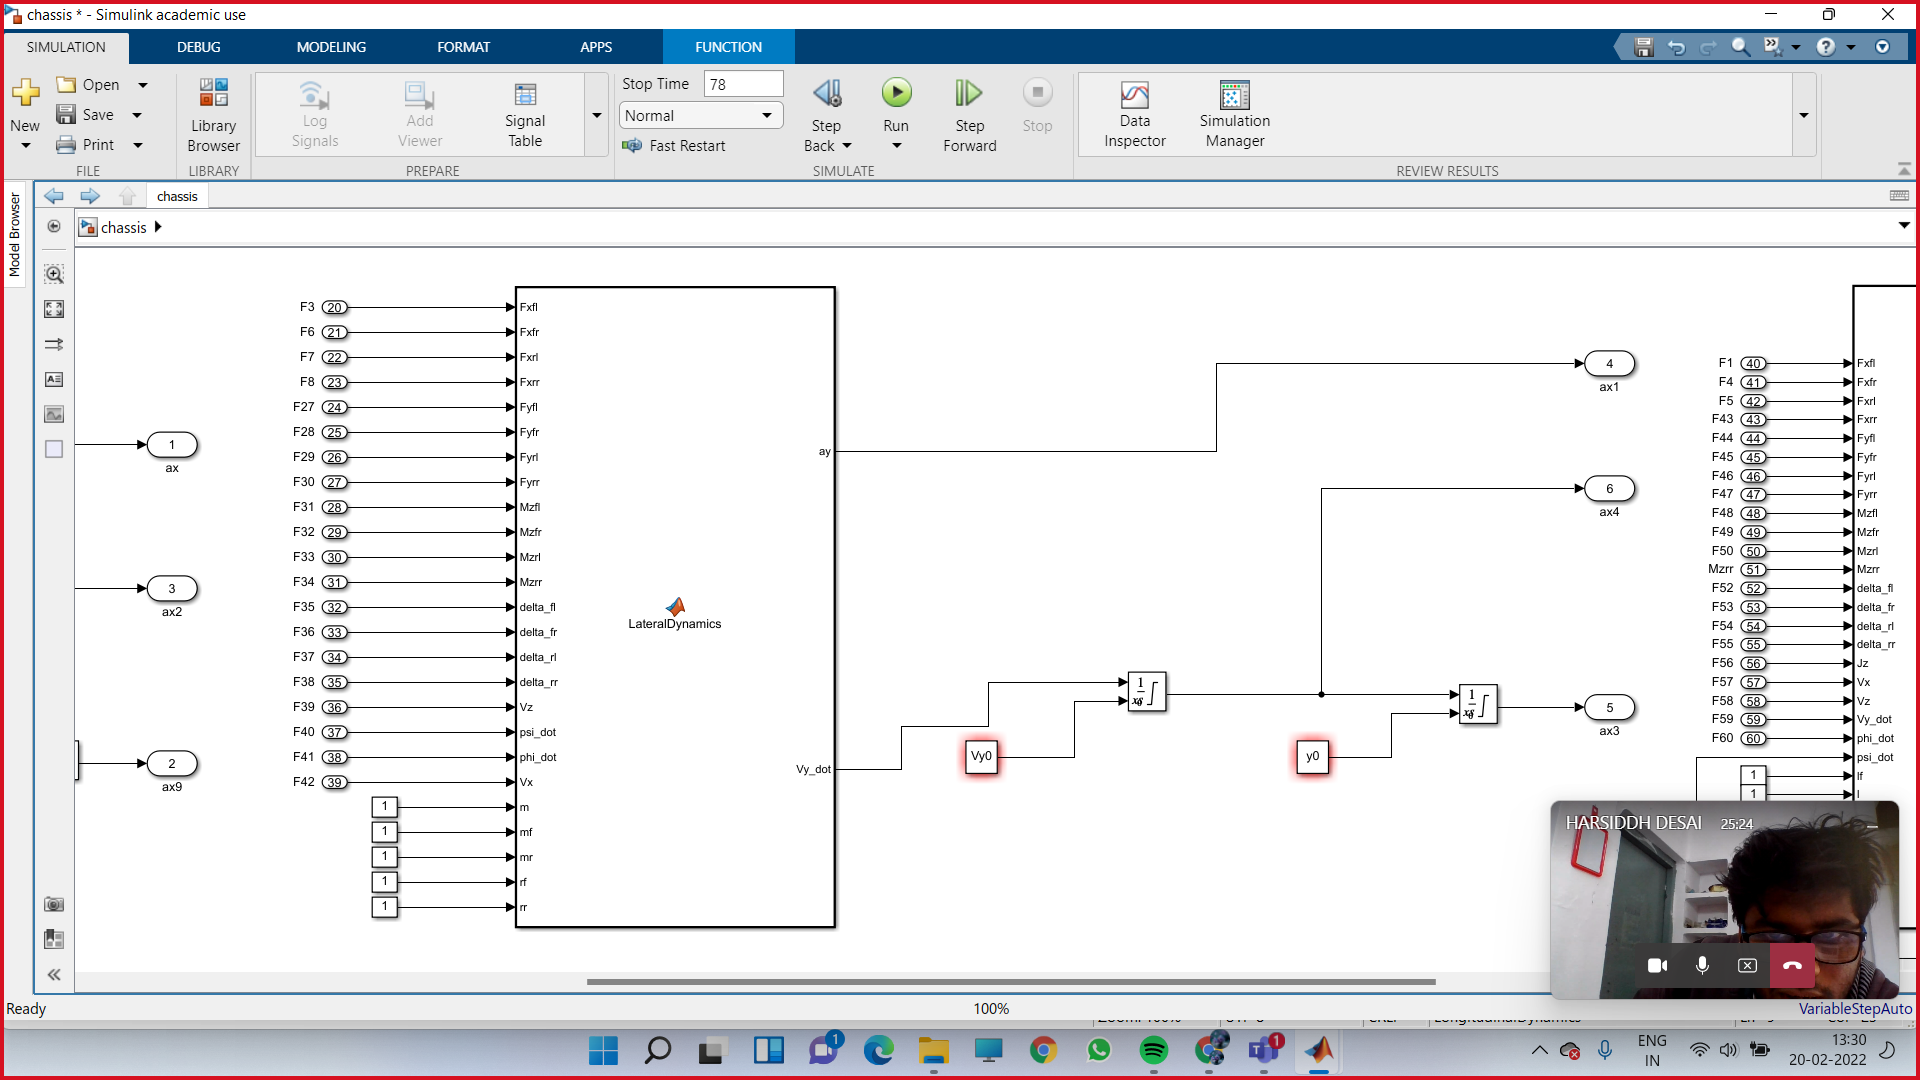 chassis * - Simulink academic use
SIMULATION DEBUG MODELING FORMAT APPS FUNCTION
New
Open
Save
Print
FILE
Library
Browser
LIBRARY
Log
Signals
Add
Viewer
Signal
Table
PREPARE
Stop Time 78
Normal
Fast Restart
Step
Back
Run
Step
Forward
Stop
SIMULATE
Data
Inspector
Simulation
Manager
REVIEW RESULTS
Model Browser
chassis
chassis
1
ax
3
ax2
2
ax9
F3 20 Fxfl
F6 21 Fxfr
F7 22 Fxrl
F8 23 Fxrr
F27 24 Fyfl
F28 25 Fyfr
F29 26 Fyrl
F30 27 Fyrr
F31 28 Mzfl
F32 29 Mzfr
F33 30 Mzrl
F34 31 Mzrr
F35 32 delta_fl
F36 33 delta_fr
F37 34 delta_rl
F38 35 delta_rr
F39 36 Vz
F40 37 psi_dot
F41 38 phi_dot
F42 39 Vx
1 m
1 mf
1 mr
1 rf
1 rr
LateralDynamics
ay
Vy_dot
Vy0
y0
4
ax1
6
ax4
5
ax3
F1 40 Fxfl
F4 41 Fxfr
F5 42 Fxrl
F43 43 Fxrr
F44 44 Fyfl
F45 45 Fyfr
F46 46 Fyrl
F47 47 Fyrr
F48 48 Mzfl
F49 49 Mzfr
F50 50 Mzrl
Mzrr 51 Mzrr
F52 52 delta_fl
F53 53 delta_fr
F54 54 delta_rl
F55 55 delta_rr
F56 56 Jz
F57 57 Vx
F58 58 Vz
F59 59 Vy_dot
F60 60 phi_dot
psi_dot
1 lf
1 l
HARSIDDH DESAI 25:24
Ready 100% VariableStepAuto
ENG
IN
13:30
20-02-2022